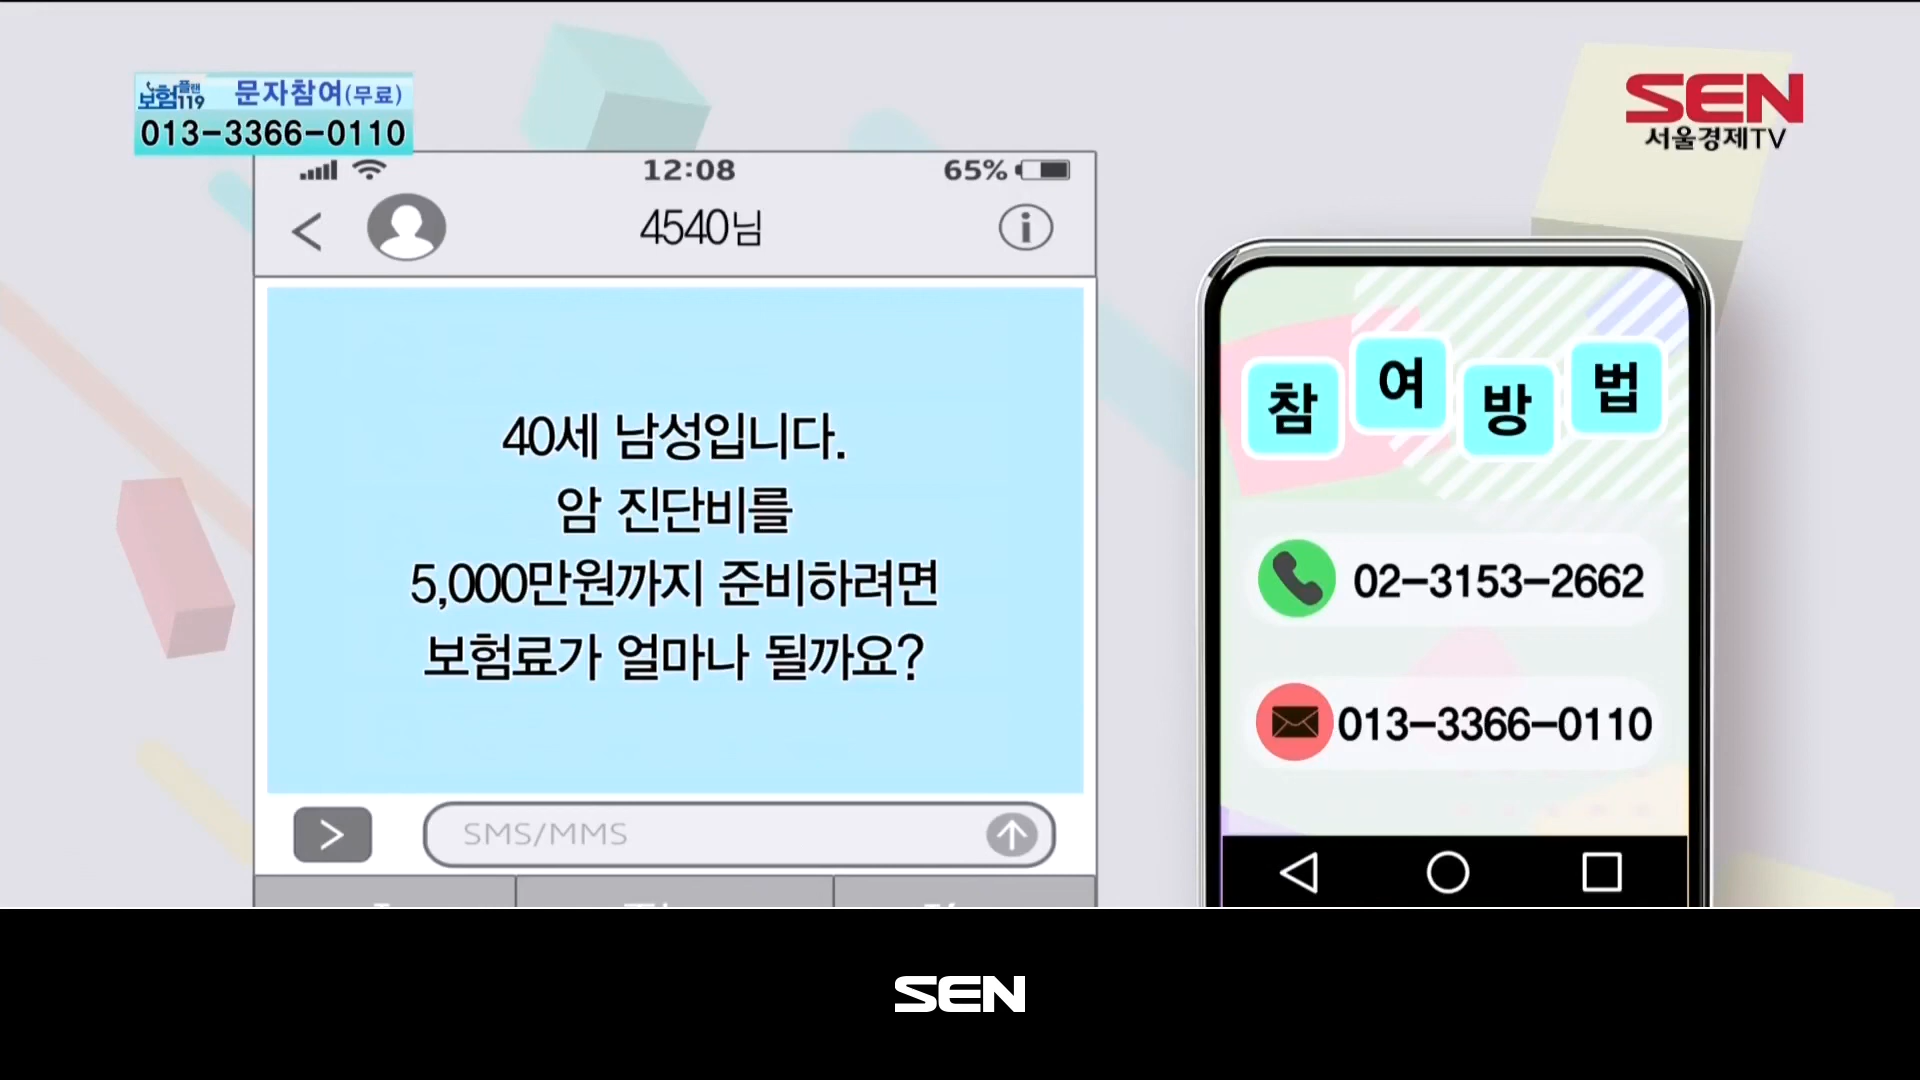 보험플랜119 문자참여(무료)
013-3366-0110
SEN
서울경제TV
12:08
65%
4540님
40세 남성입니다.
암 진단비를
5,000만원까지 준비하려면
보험료가 얼마나 될까요?
SMS/MMS
참여방법
02-3153-2662
013-3366-0110
SEN